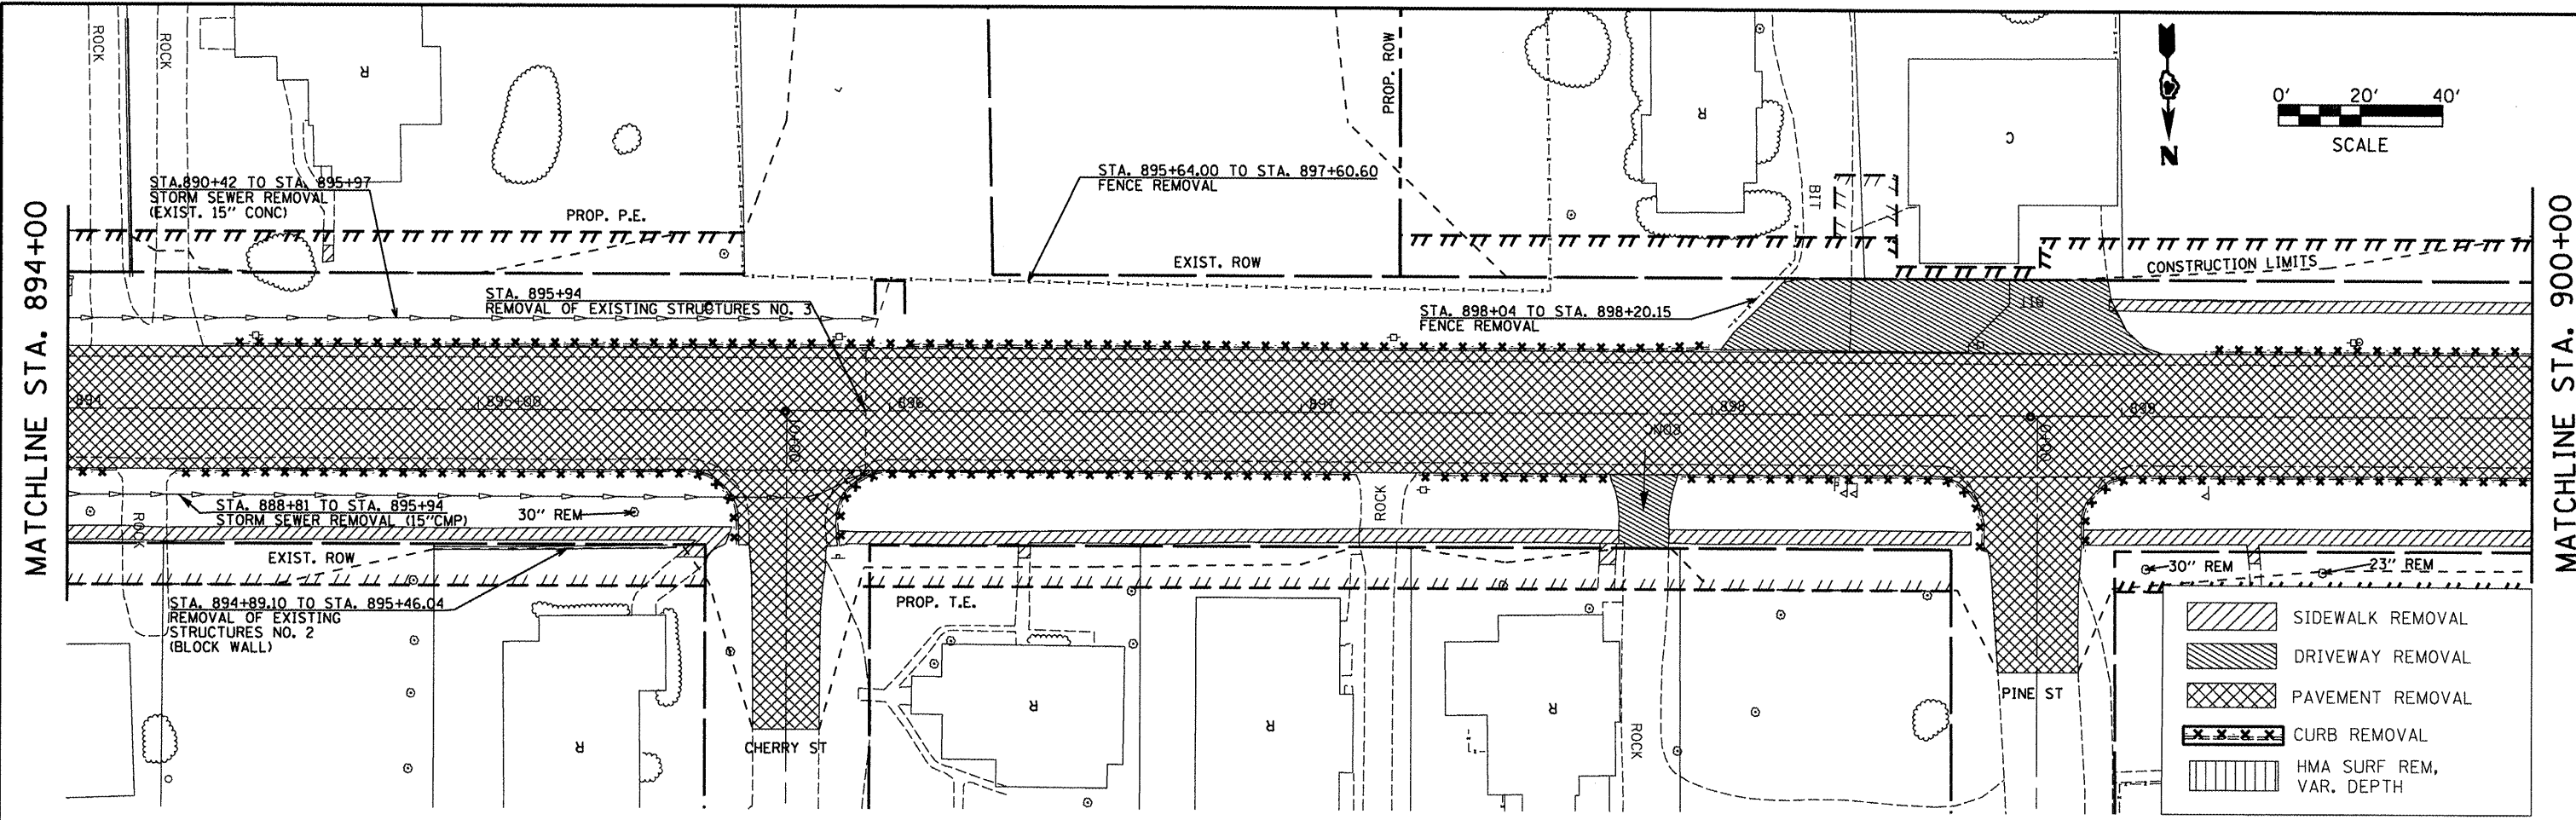 MATCHLINE STA. 894+00
ROCK
ROCK
R
PROP. ROW
R
BIT
C
N
0' 20' 40'
SCALE
STA.890+42 TO STA. 895+97
STORM SEWER REMOVAL
(EXIST. 15" CONC)
PROP. P.E.
STA. 895+64.00 TO STA. 897+60.60
FENCE REMOVAL
EXIST. ROW
CONSTRUCTION LIMITS
STA. 895+94
REMOVAL OF EXISTING STRUCTURES NO. 3
STA. 898+04 TO STA. 898+20.15
FENCE REMOVAL
BIT
894
895+00
896
897
898
899
CONC
STA. 888+81 TO STA. 895+94
STORM SEWER REMOVAL (15"CMP)
30" REM
ROCK
ROCK
EXIST. ROW
STA. 894+89.10 TO STA. 895+46.04
REMOVAL OF EXISTING
STRUCTURES NO. 2
(BLOCK WALL)
PROP. T.E.
30" REM
23" REM
R
CHERRY ST
R
R
R
ROCK
PINE ST
SIDEWALK REMOVAL
DRIVEWAY REMOVAL
PAVEMENT REMOVAL
CURB REMOVAL
HMA SURF REM,
VAR. DEPTH
MATCHLINE STA. 900+00